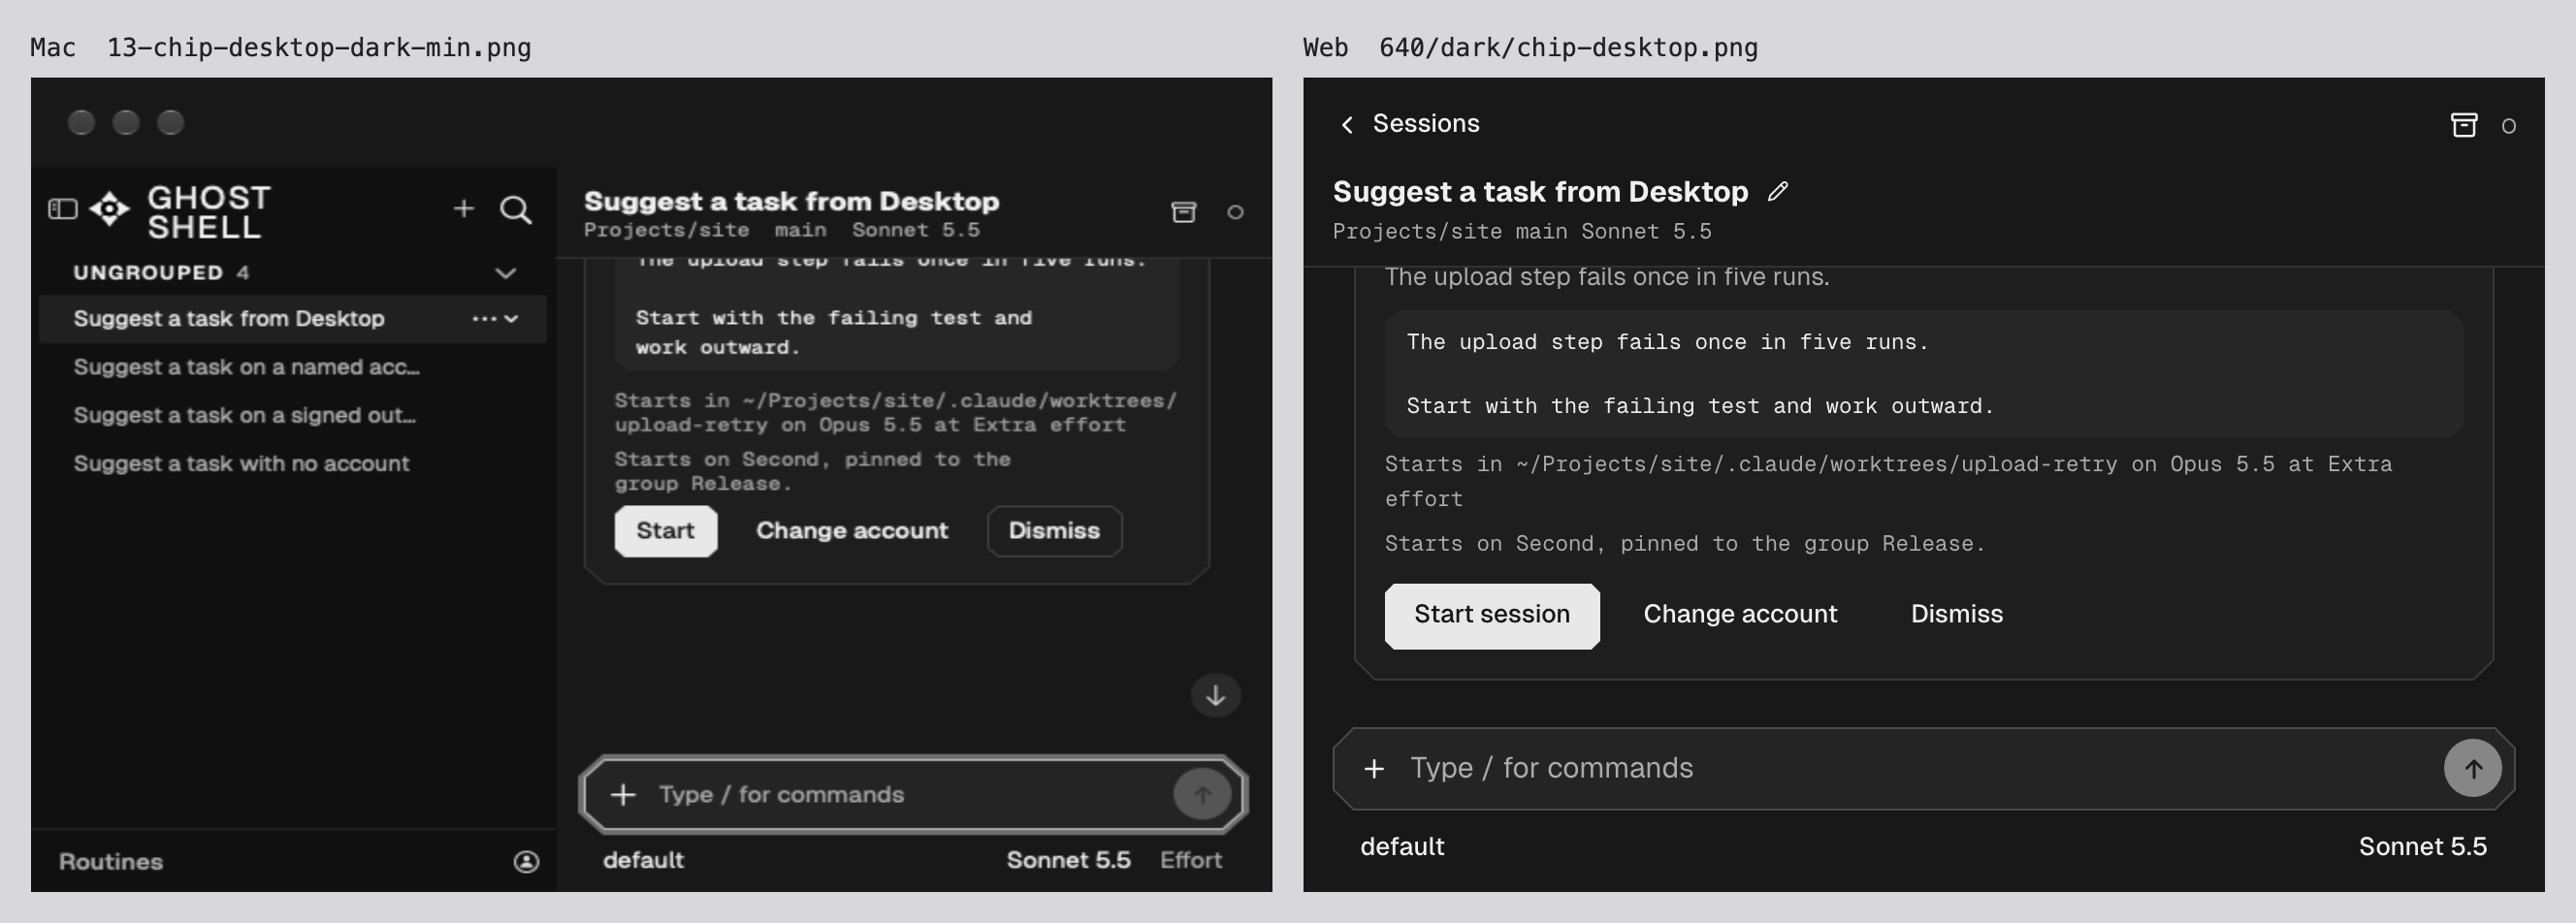 Mac  13-chip-desktop-dark-min.png
GHOST
SHELL
UNGROUPED 4
Suggest a task from Desktop
Suggest a task on a named acc...
Suggest a task on a signed out...
Suggest a task with no account
Routines
Suggest a task from Desktop
Projects/site  main  Sonnet 5.5
The upload step fails once in five runs.
Start with the failing test and
work outward.
Starts in ~/Projects/site/.claude/worktrees/
upload-retry on Opus 5.5 at Extra effort
Starts on Second, pinned to the
group Release.
Start  Change account  Dismiss
Type / for commands
default  Sonnet 5.5  Effort
Web  640/dark/chip-desktop.png
Sessions
Suggest a task from Desktop
Projects/site main Sonnet 5.5
The upload step fails once in five runs.
The upload step fails once in five runs.
Start with the failing test and work outward.
Starts in ~/Projects/site/.claude/worktrees/upload-retry on Opus 5.5 at Extra
effort
Starts on Second, pinned to the group Release.
Start session  Change account  Dismiss
Type / for commands
default  Sonnet 5.5